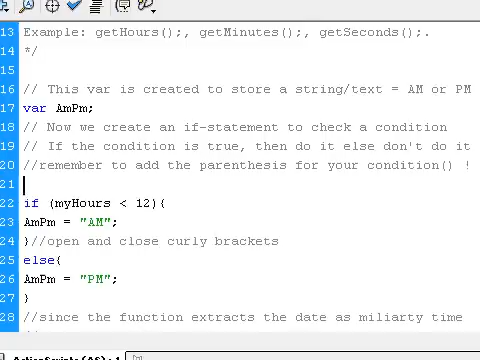 13 Example: getHours();, getMinutes();, getSeconds();.
14 */
15
16 // This var is created to store a string/text = AM or PM
17 var AmPm;
18 // Now we create an if-statement to check a condition
19 // If the condition is true, then do it else don't do it
20 //remember to add the parenthesis for your condition() !
21
22 if (myHours < 12){
23 AmPm = "AM";
24 }//open and close curly brackets
25 else{
26 AmPm = "PM";
27 }
28 //since the function extracts the date as miliarty time